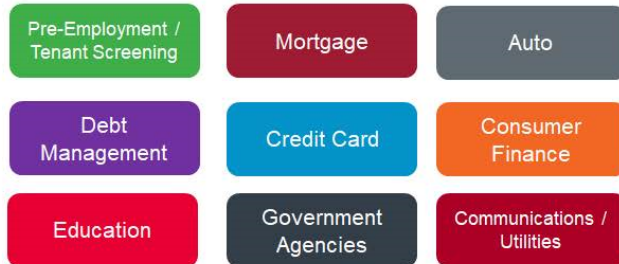 Pre-Employment /
Tenant Screening
Mortgage
Auto
Debt
Management
Credit Card
Consumer
Finance
Education
Government
Agencies
Communications /
Utilities